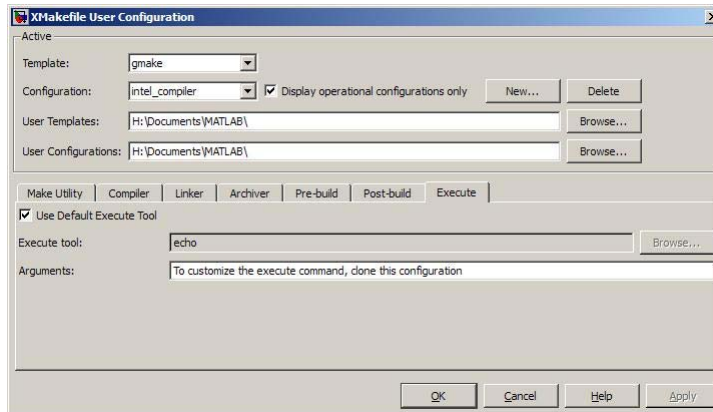 XMakefile User Configuration
Active
Template: gmake
Configuration: intel_compiler Display operational configurations only New... Delete
User Templates: H:\Documents\MATLAB\ Browse...
User Configurations: H:\Documents\MATLAB\ Browse...
Make Utility Compiler Linker Archiver Pre-build Post-build Execute
Use Default Execute Tool
Execute tool: echo Browse...
Arguments: To customize the execute command, clone this configuration
OK Cancel Help Apply